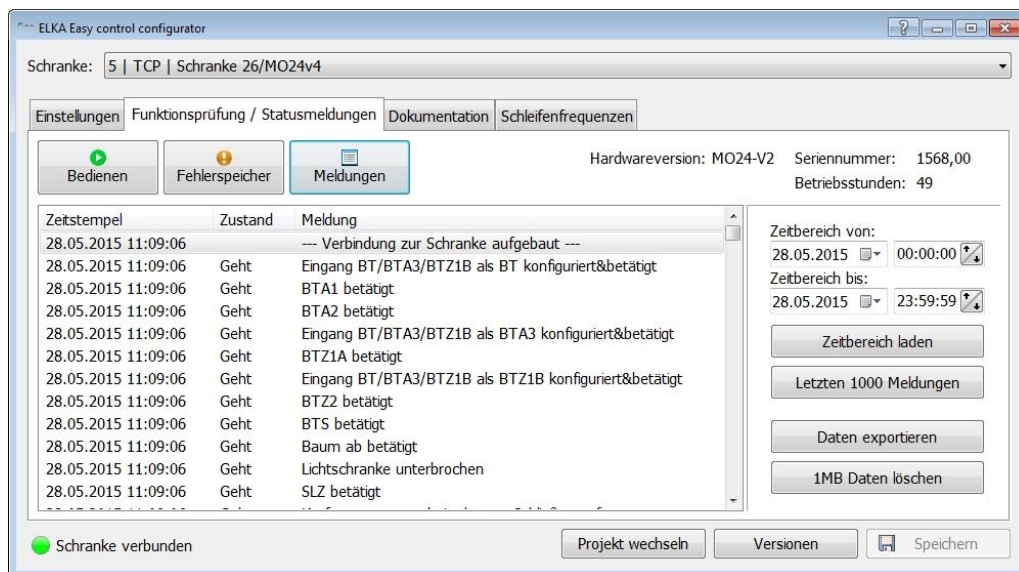 ELKA Easy control configurator
Schranke: 5 | TCP | Schranke 26/MO24v4
Einstellungen Funktionsprüfung / Statusmeldungen Dokumentation Schleifenfrequenzen
Bedienen Fehlerspeicher Meldungen
Hardwareversion: MO24-V2 Seriennummer: 1568,00
Betriebsstunden: 49
Zeitstempel Zustand Meldung
28.05.2015 11:09:06 --- Verbindung zur Schranke aufgebaut ---
28.05.2015 11:09:06 Geht Eingang BT/BTA3/BTZ1B als BT konfiguriert&betätigt
28.05.2015 11:09:06 Geht BTA1 betätigt
28.05.2015 11:09:06 Geht BTA2 betätigt
28.05.2015 11:09:06 Geht Eingang BT/BTA3/BTZ1B als BTA3 konfiguriert&betätigt
28.05.2015 11:09:06 Geht BTZ1A betätigt
28.05.2015 11:09:06 Geht Eingang BT/BTA3/BTZ1B als BTZ1B konfiguriert&betätigt
28.05.2015 11:09:06 Geht BTZ2 betätigt
28.05.2015 11:09:06 Geht BTS betätigt
28.05.2015 11:09:06 Geht Baum ab betätigt
28.05.2015 11:09:06 Geht Lichtschranke unterbrochen
28.05.2015 11:09:06 Geht SLZ betätigt
Zeitbereich von:
28.05.2015 00:00:00
Zeitbereich bis:
28.05.2015 23:59:59
Zeitbereich laden
Letzten 1000 Meldungen
Daten exportieren
1MB Daten löschen
Schranke verbunden
Projekt wechseln Versionen Speichern